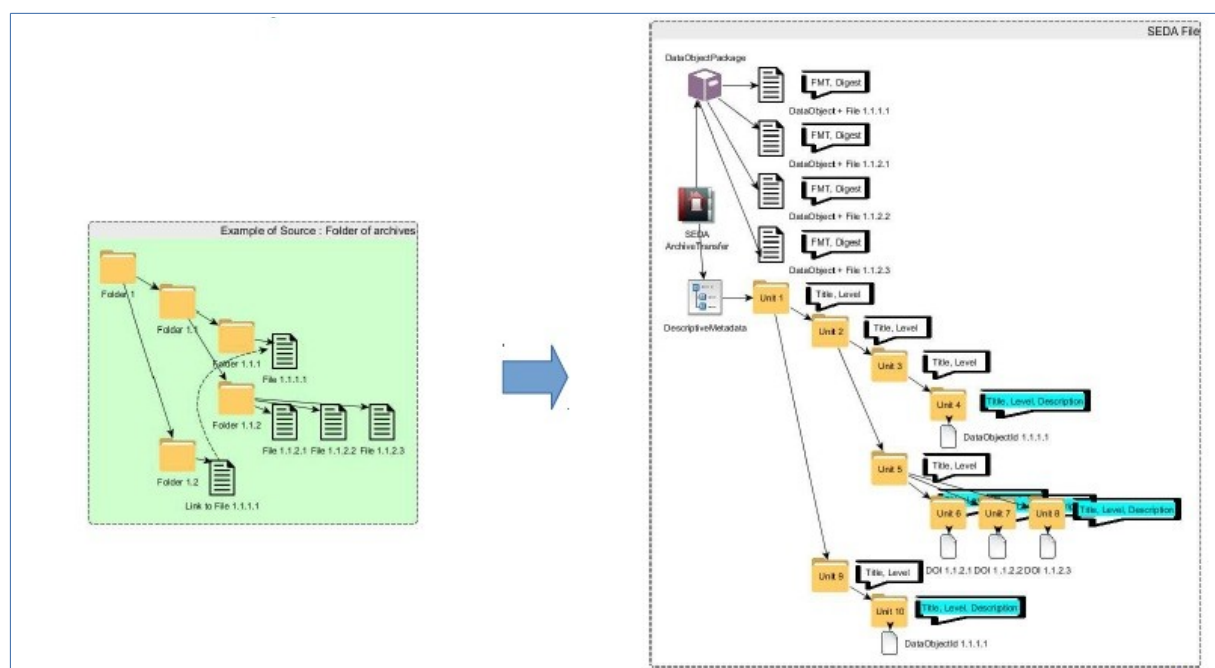 SEDA File
DataObjectPackage
FMT, Digest
DataObject + File 1.1.1.1
FMT, Digest
DataObject + File 1.1.2.1
FMT, Digest
DataObject + File 1.1.2.2
SEDA
ArchiveTransfer
FMT, Digest
DataObject + File 1.1.2.3
Example of Source : Folder of archives
Folder 1
Folder 1.1
Folder 1.1.1
File 1.1.1.1
Folder 1.1.2
File 1.1.2.1 File 1.1.2.2 File 1.1.2.3
Folder 1.2
Link to File 1.1.1.1
DescriptiveMetadata
Unit 1
Title, Level
Unit 2
Title, Level
Unit 3
Title, Level
Unit 4
Title, Level, Description
DataObjectId 1.1.1.1
Unit 5
Title, Level
Unit 6
Unit 7
Unit 8
Title, Level, Description
DOI 1.1.2.1 DOI 1.1.2.2 DOI 1.1.2.3
Unit 9
Title, Level
Unit 10
Title, Level, Description
DataObjectId 1.1.1.1